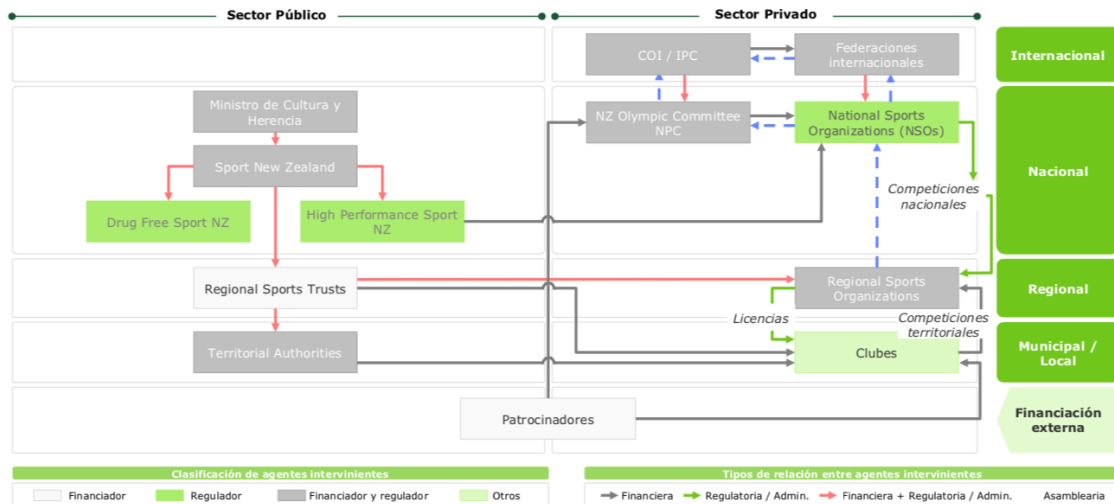 Sector Público
Sector Privado
COI / IPC
Federaciones
internacionales
Internacional
Ministro de Cultura y
Herencia
NZ Olympic Committee
NPC
National Sports
Organizations (NSOs)
Sport New Zealand
Nacional
Competiciones
nacionales
Drug Free Sport NZ
High Performance Sport
NZ
Regional Sports Trusts
Regional Sports
Organizations
Regional
Licencias
Competiciones
territoriales
Territorial Authorities
Clubes
Municipal /
Local
Patrocinadores
Financiación
externa
Clasificación de agentes intervinientes
Tipos de relación entre agentes intervinientes
Financiador
Regulador
Financiador y regulador
Otros
Financiera
Regulatoria / Admin.
Financiera + Regulatoria / Admin.
Asamblearia